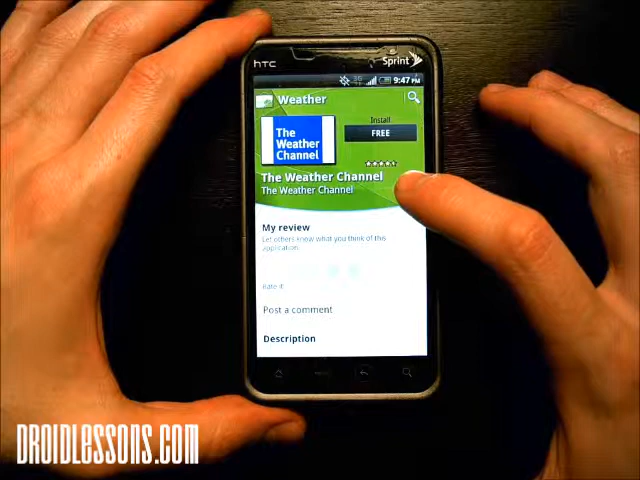 hTC
Sprint
3G
9:47 PM
Weather
Install
FREE
The
Weather
Channel
The Weather Channel
The Weather Channel
My review
Let others know what you think of this
application.
Rate it!
Post a comment
Description
DROIDLESSONS.COM